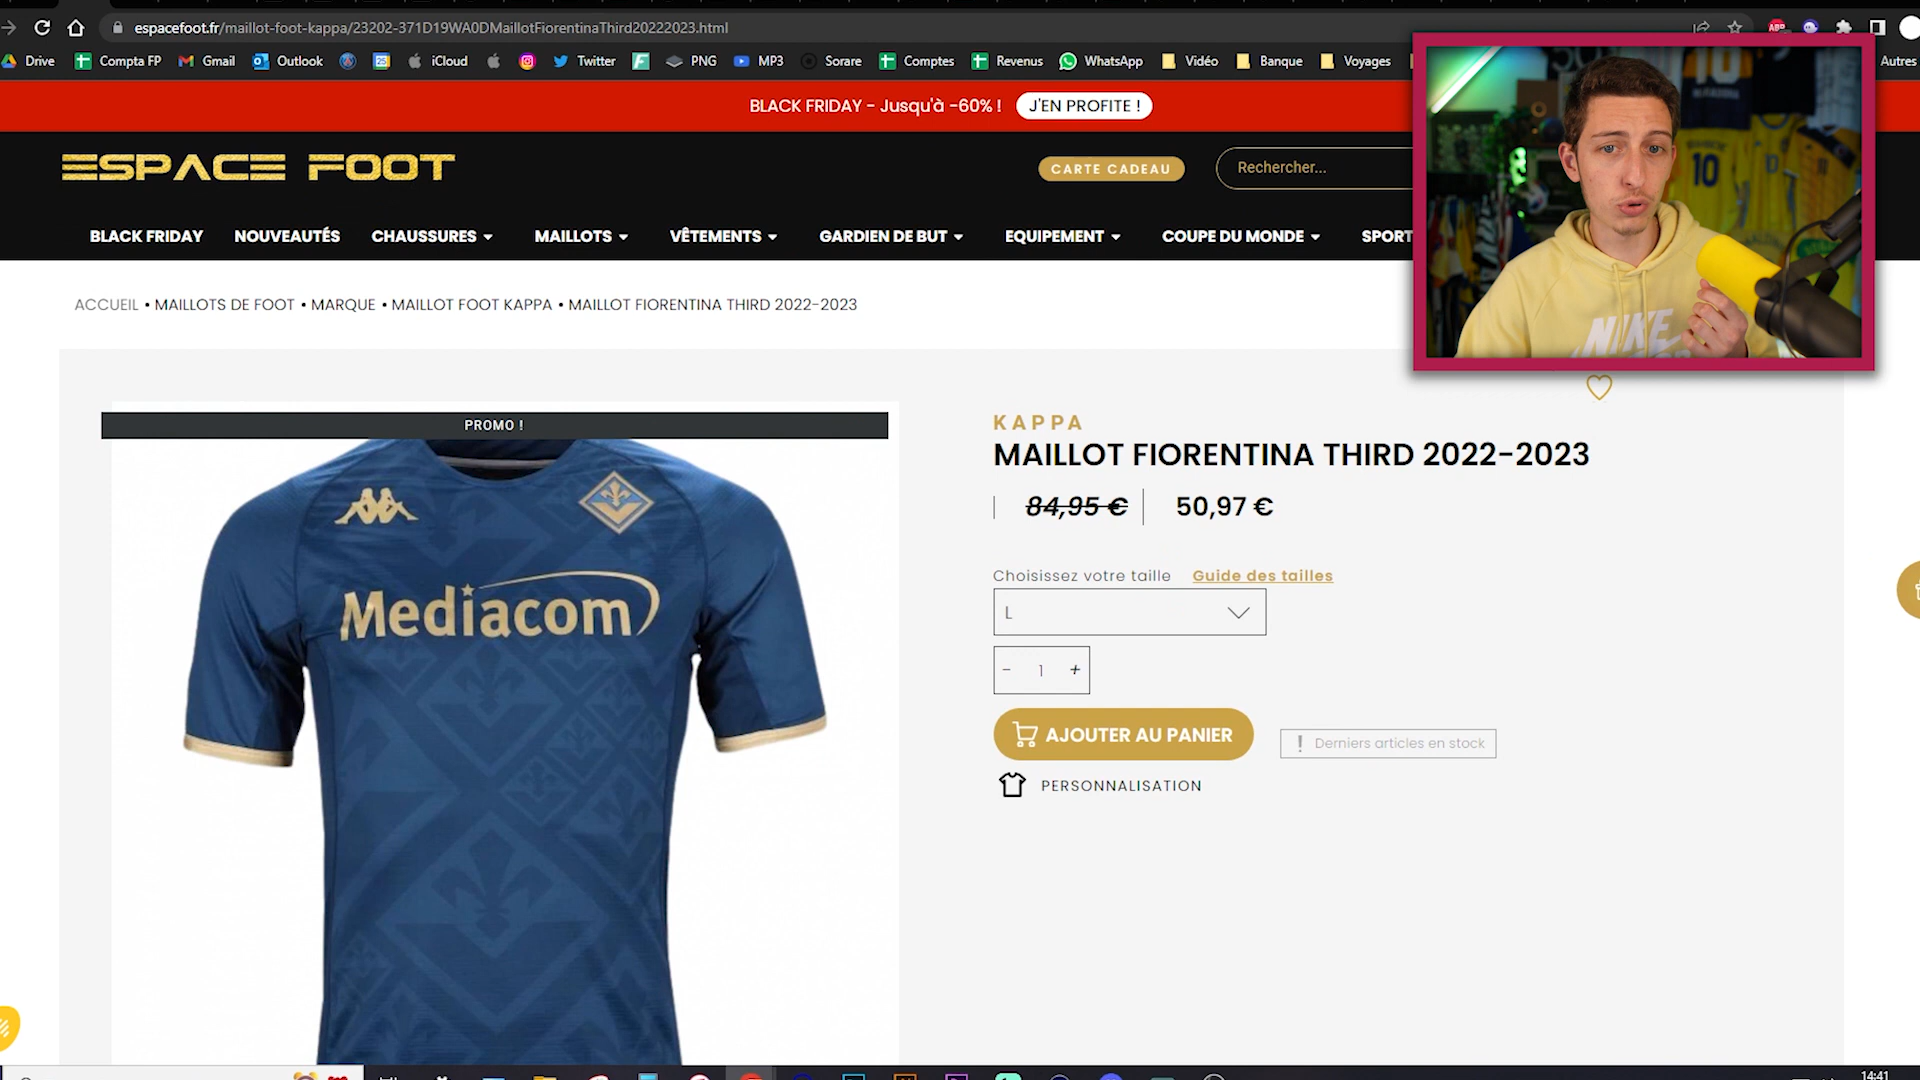 espacefoot.fr/maillot-foot-kappa/23202-371D19WA0DMaillotFiorentinaThird20222023.html
Drive Compta FP Gmail Outlook 25 iCloud Twitter PNG MP3 Sorare Comptes Revenus WhatsApp Vidéo Banque Voyages Autres
BLACK FRIDAY - Jusqu'à -60% ! J'EN PROFITE !
ESPACE FOOT
CARTE CADEAU
Rechercher...
BLACK FRIDAY NOUVEAUTÉS CHAUSSURES MAILLOTS VÊTEMENTS GARDIEN DE BUT EQUIPEMENT COUPE DU MONDE SPORT
ACCUEIL • MAILLOTS DE FOOT • MARQUE • MAILLOT FOOT KAPPA • MAILLOT FIORENTINA THIRD 2022-2023
10
10
NIKE
PROMO !
Mediacom
KAPPA
MAILLOT FIORENTINA THIRD 2022-2023
84,95 € 50,97 €
Choisissez votre taille Guide des tailles
L
- 1 +
AJOUTER AU PANIER
! Derniers articles en stock
PERSONNALISATION
14:41